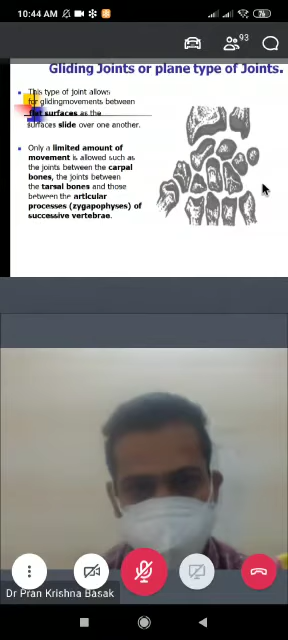 10:44 AM
76
93
Gliding Joints or plane type of Joints.
This type of joint allows
for glidingmovements between
flat surfaces as the
surfaces slide over one another.
Only a limited amount of
movement is allowed such as
the joints between the carpal
bones, the joints between
the tarsal bones and those
between the articular
processes (zygapophyses) of
successive vertebrae.
Dr Pran Krishna Basak